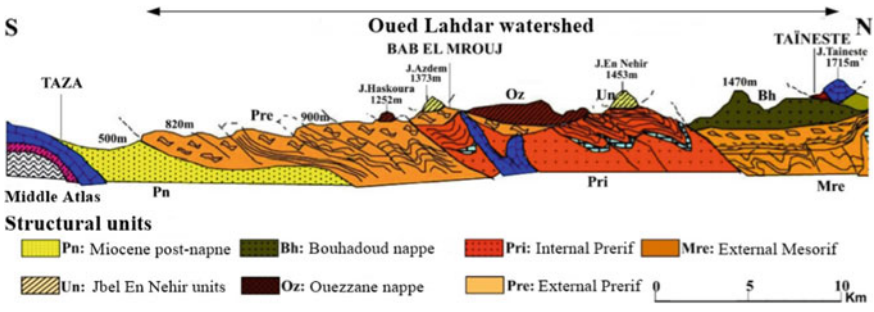 Oued Lahdar watershed
S
N
BAB EL MROUJ
TAÏNESTE
J.Taineste
1715m
TAZA
J.Azdem
1373m
J.En Nehir
1453m
J.Haskoura
1252m
1470m
Oz
Un
Bh
500m
820m
Pre
900m
Middle Atlas
Pn
Pri
Mre
Structural units
Pn: Miocene post-napne
Bh: Bouhadoud nappe
Pri: Internal Prerif
Mre: External Mesorif
Un: Jbel En Nehir units
Oz: Ouezzane nappe
Pre: External Prerif
0 5 10
Km